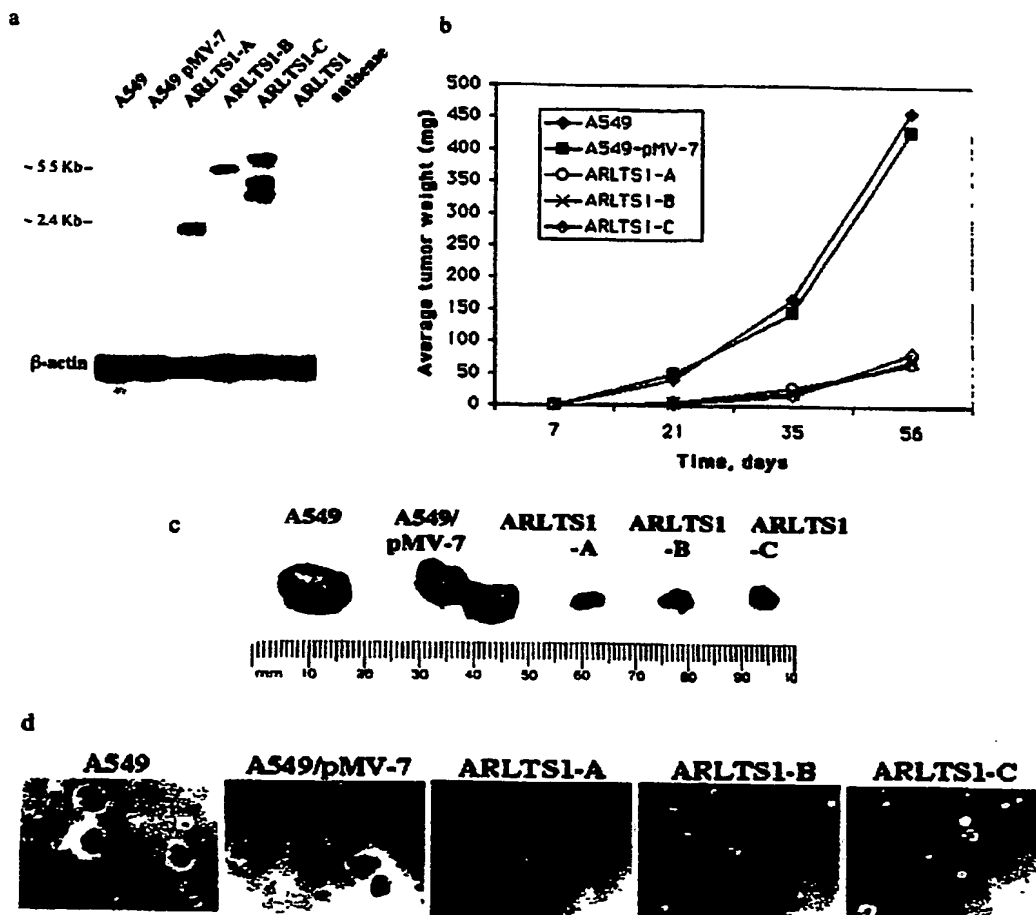 a
A549
A549 pMV-7
ARLTS1-A
ARLTS1-B
ARLTS1-C
ARLTS1
antisense
~ 5.5 Kb–
~ 2.4 Kb–
β-actin
b
Average tumor weight (mg)
500
450
400
350
300
250
200
150
100
50
0
A549
A549-pMV-7
ARLTS1-A
ARLTS1-B
ARLTS1-C
7 21 35 56
Time, days
c
A549 A549/ ARLTS1 ARLTS1 ARLTS1
pMV-7 -A -B -C
mm 10 20 30 40 50 60 70 80 90 10
d
A549 A549/pMV-7 ARLTS1-A ARLTS1-B ARLTS1-C